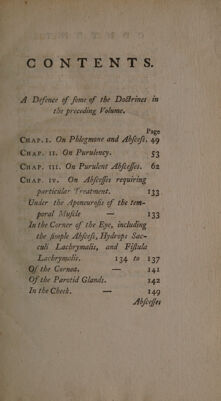 CONTENTS.
A Defence of ſome of the Doctrines in
the preceding Volume.
Page
CHAP. I. On Phlegmone and Abſceſs. 49
CHAP. II. On Purulency. 53
CHAP. III. On Purulent Abſceſſes. 62
CHAP. IV. On Abſceſſes requiring
particular Treatment. 133
Under the Aponeuroſis of the tem-
poral Muſcle — 133
In the Corner of the Eye, including
the ſimple Abſceſs, Hydrops Sac-
culi Lachrymalis, and Fiſtula
Lachrymalis. 134 to 137
Of the Cornea. — 141
Of the Parotid Glands. 142
In the Cheek. — 149
Abſceſſes